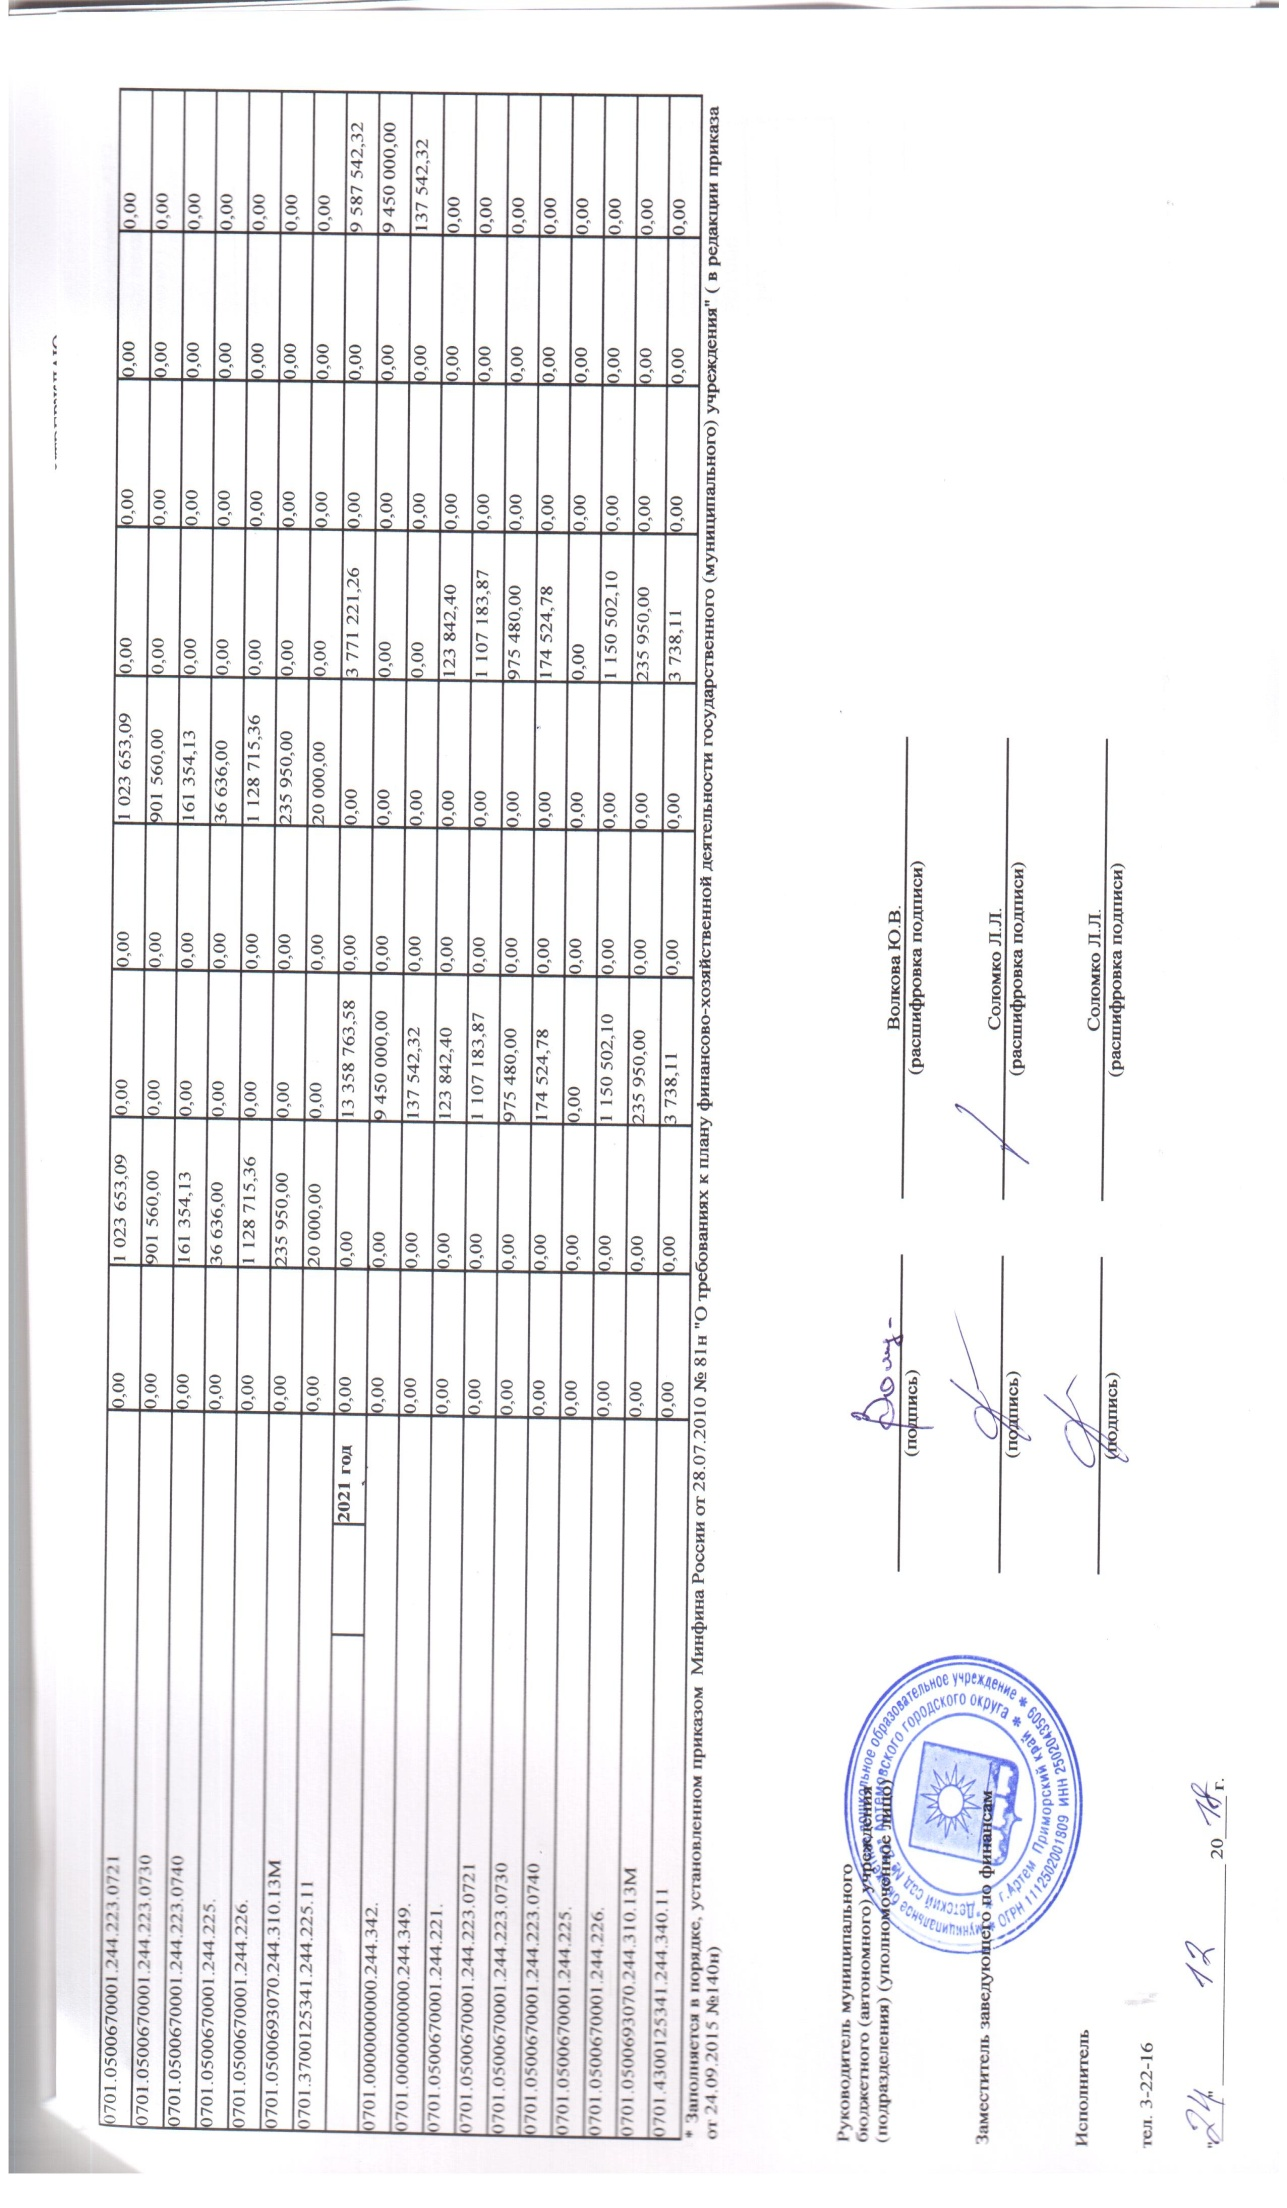 0701.0500670001.244.223.0721 0,00 1 023 653,09 0,00 0,00 1 023 653,09 0,00 0,00 0,00 0,00
0701.0500670001.244.223.0730 0,00 901 560,00 0,00 0,00 901 560,00 0,00 0,00 0,00 0,00
0701.0500670001.244.223.0740 0,00 161 354,13 0,00 0,00 161 354,13 0,00 0,00 0,00 0,00
0701.0500670001.244.225. 0,00 36 636,00 0,00 0,00 36 636,00 0,00 0,00 0,00 0,00
0701.0500670001.244.226. 0,00 1 128 715,36 0,00 0,00 1 128 715,36 0,00 0,00 0,00 0,00
0701.0500693070.244.310.13М 0,00 235 950,00 0,00 0,00 235 950,00 0,00 0,00 0,00 0,00
0701.3700125341.244.225.11 0,00 20 000,00 0,00 0,00 20 000,00 0,00 0,00 0,00 0,00
2021 год 0,00 0,00 13 358 763,58 0,00 0,00 3 771 221,26 0,00 0,00 9 587 542,32
0701.0000000000.244.342. 0,00 0,00 9 450 000,00 0,00 0,00 0,00 0,00 0,00 9 450 000,00
0701.0000000000.244.349. 0,00 0,00 137 542,32 0,00 0,00 0,00 0,00 0,00 137 542,32
0701.0500670001.244.221. 0,00 0,00 123 842,40 0,00 0,00 123 842,40 0,00 0,00 0,00
0701.0500670001.244.223.0721 0,00 0,00 1 107 183,87 0,00 0,00 1 107 183,87 0,00 0,00 0,00
0701.0500670001.244.223.0730 0,00 0,00 975 480,00 0,00 0,00 975 480,00 0,00 0,00 0,00
0701.0500670001.244.223.0740 0,00 0,00 174 524,78 0,00 0,00 174 524,78 0,00 0,00 0,00
0701.0500670001.244.225. 0,00 0,00 0,00 0,00 0,00 0,00 0,00 0,00 0,00
0701.0500670001.244.226. 0,00 0,00 1 150 502,10 0,00 0,00 1 150 502,10 0,00 0,00 0,00
0701.0500693070.244.310.13М 0,00 0,00 235 950,00 0,00 0,00 235 950,00 0,00 0,00 0,00
0701.4300125341.244.340.11 0,00 0,00 3 738,11 0,00 0,00 3 738,11 0,00 0,00 0,00
* Заполняется в порядке, установленном приказом Минфина России от 28.07.2010 № 81н "О требованиях к плану финансово-хозяйственной деятельности государственного (муниципального) учреждения" ( в редакции приказа
от 24.09.2015 №140н)
Руководитель муниципального
бюджетного (автономного) учреждения
(подразделения) (уполномоченное лицо) Волкова Ю.В.
(подпись) (расшифровка подписи)
Заместитель заведующего по финансам Соломко Л.Л.
(подпись) (расшифровка подписи)
Исполнитель Соломко Л.Л.
(подпись) (расшифровка подписи)
тел. 3-22-16
"24" 12 20 18 г.
муниципальное бюджетное дошкольное образовательное учреждение
"Детский сад № Артемовского городского округа
г.Артем Приморский край
ОГРН 1112502001809 ИНН 2502043509